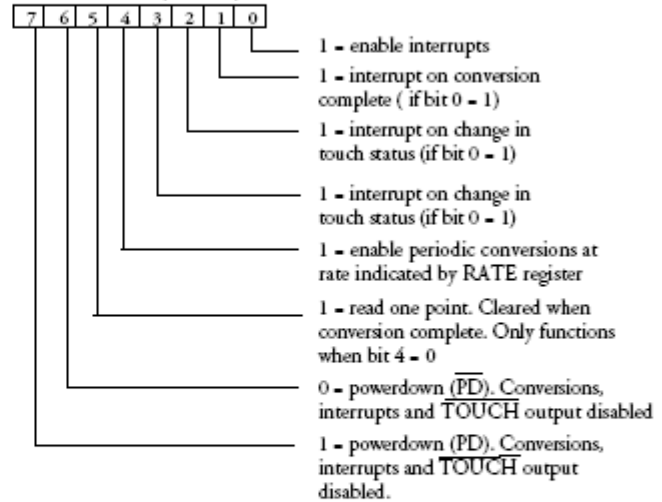 7 6 5 4 3 2 1 0
1 = enable interrupts
1 = interrupt on conversion
complete ( if bit 0 = 1)
1 = interrupt on change in
touch status (if bit 0 = 1)
1 = interrupt on change in
touch status (if bit 0 = 1)
1 = enable periodic conversions at
rate indicated by RATE register
1 = read one point. Cleared when
conversion complete. Only functions
when bit 4 = 0
0 = powerdown (P̅D̅). Conversions,
interrupts and T̅O̅U̅C̅H̅ output disabled
1 = powerdown (PD). Conversions,
interrupts and T̅O̅U̅C̅H̅ output
disabled.